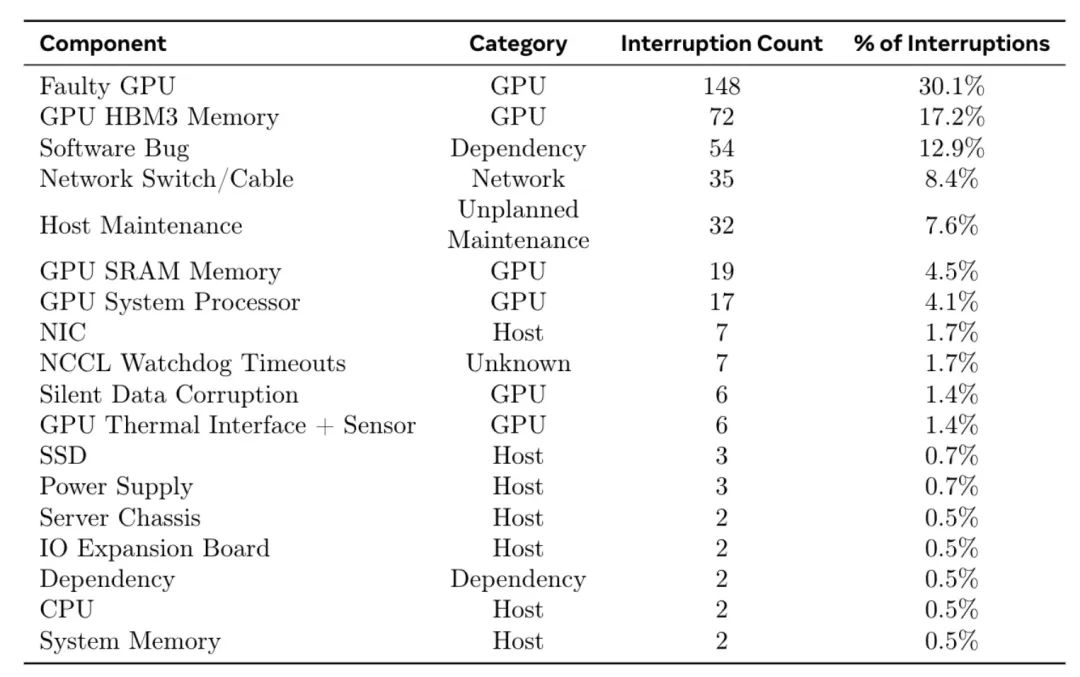 Component Category Interruption Count % of Interruptions
Faulty GPU GPU 148 30.1%
GPU HBM3 Memory GPU 72 17.2%
Software Bug Dependency 54 12.9%
Network Switch/Cable Network 35 8.4%
Host Maintenance Unplanned Maintenance 32 7.6%
GPU SRAM Memory GPU 19 4.5%
GPU System Processor GPU 17 4.1%
NIC Host 7 1.7%
NCCL Watchdog Timeouts Unknown 7 1.7%
Silent Data Corruption GPU 6 1.4%
GPU Thermal Interface + Sensor GPU 6 1.4%
SSD Host 3 0.7%
Power Supply Host 3 0.7%
Server Chassis Host 2 0.5%
IO Expansion Board Host 2 0.5%
Dependency Dependency 2 0.5%
CPU Host 2 0.5%
System Memory Host 2 0.5%